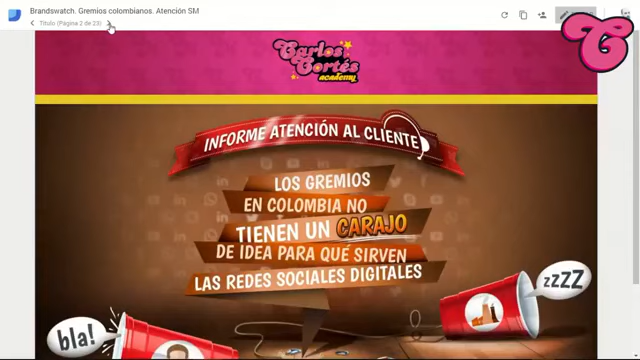 Brandswatch. Gremios colombianos. Atención SM
Título (Página 2 de 23)
Carlos
Cortés
academy
INFORME ATENCIÓN AL CLIENTE
LOS GREMIOS
EN COLOMBIA NO
TIENEN UN CARAJO
DE IDEA PARA QUÉ SIRVEN
LAS REDES SOCIALES DIGITALES
zzZZ
bla!